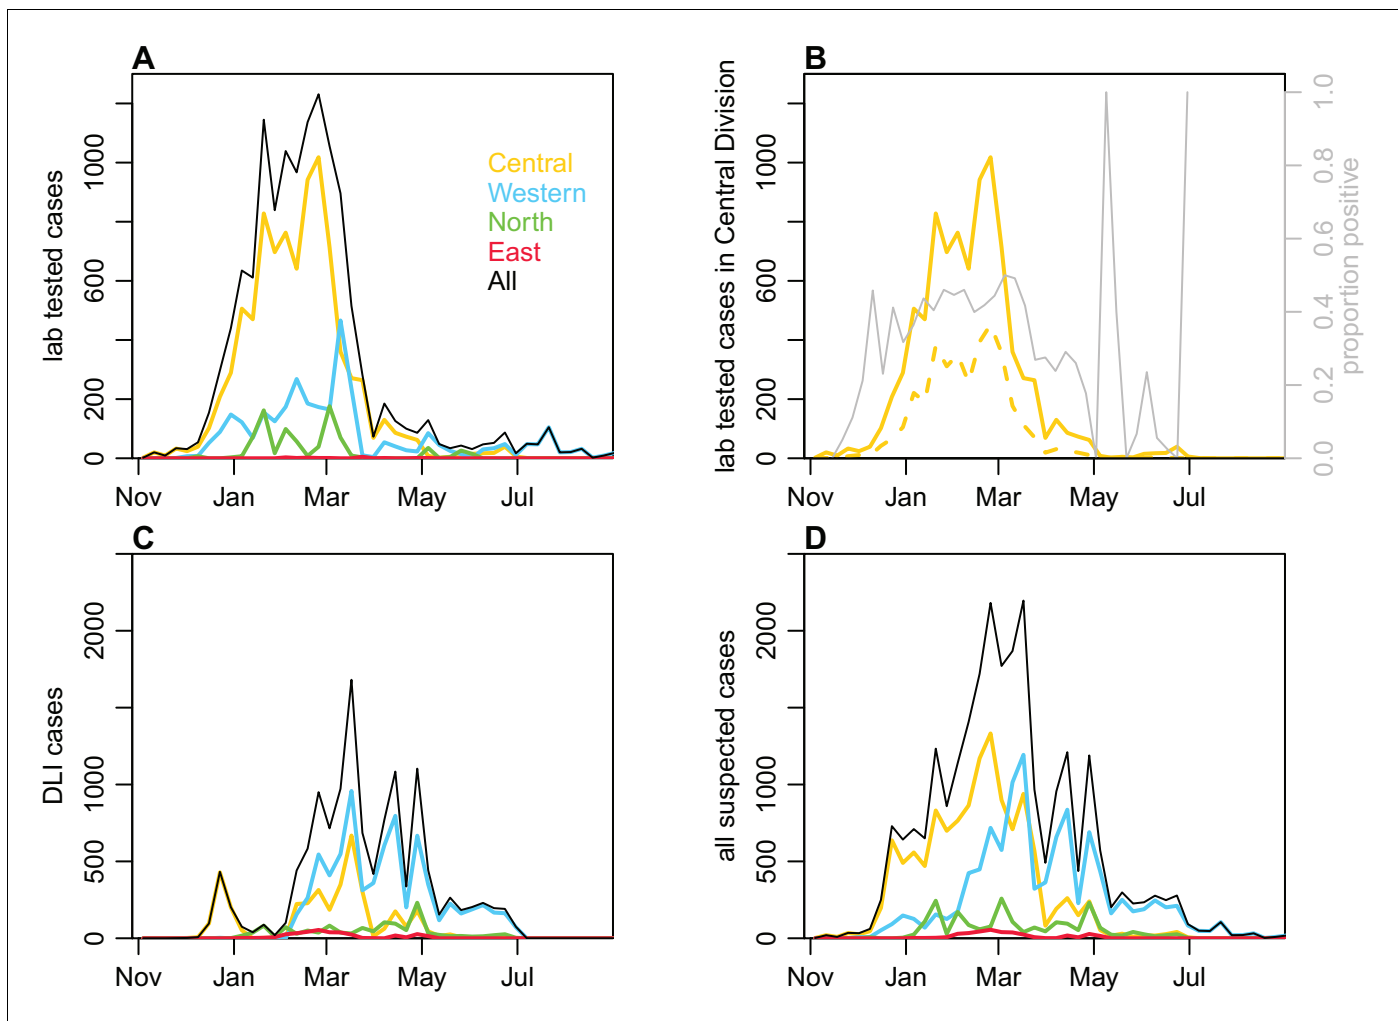 A
lab tested cases
0
200
600
1000
Nov
Jan
Mar
May
Jul
Central
Western
North
East
All
B
lab tested cases in Central Division
0
200
600
1000
Nov
Jan
Mar
May
Jul
0.0
0.2
0.4
0.6
0.8
1.0
proportion positive
C
DLI cases
0
500
1000
2000
Nov
Jan
Mar
May
Jul
D
all suspected cases
0
500
1000
2000
Nov
Jan
Mar
May
Jul